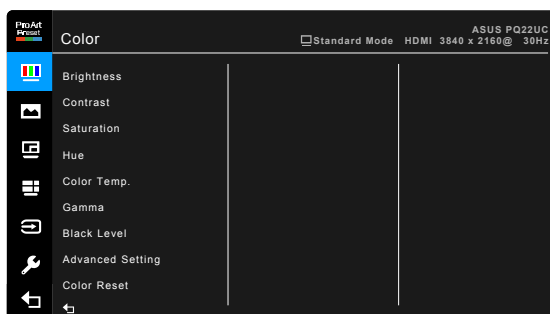 ProArt
Preset
Color
ASUS PQ22UC
Standard Mode HDMI 3840 x 2160@ 30Hz
Brightness
Contrast
Saturation
Hue
Color Temp.
Gamma
Black Level
Advanced Setting
Color Reset